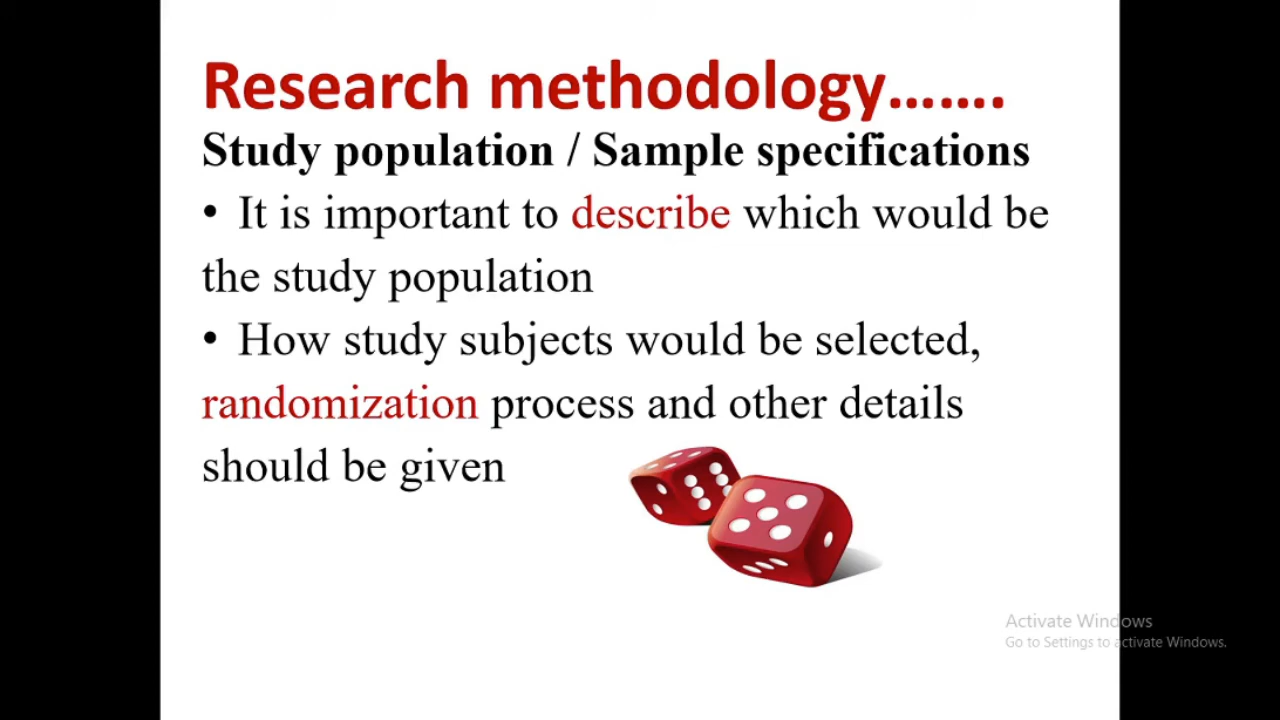 Research methodology…….
Study population / Sample specifications
• It is important to describe which would be
the study population
• How study subjects would be selected,
randomization process and other details
should be given
Activate Windows
Go to Settings to activate Windows.